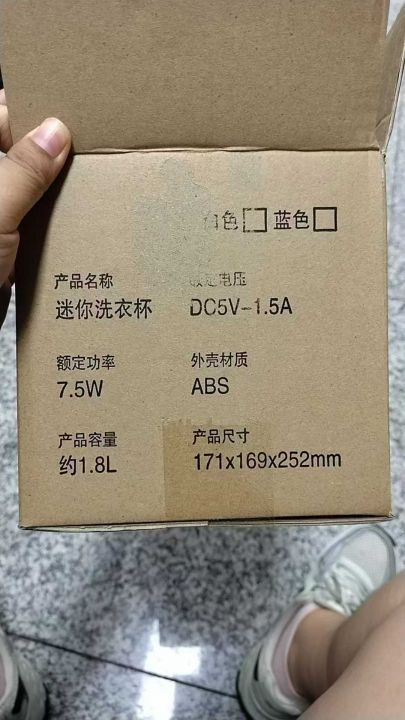 色 蓝色
产品名称 电压
迷你洗衣杯 DC5V-1.5A
额定功率 外壳材质
7.5W ABS
产品容量 产品尺寸
约1.8L 171x169x252mm